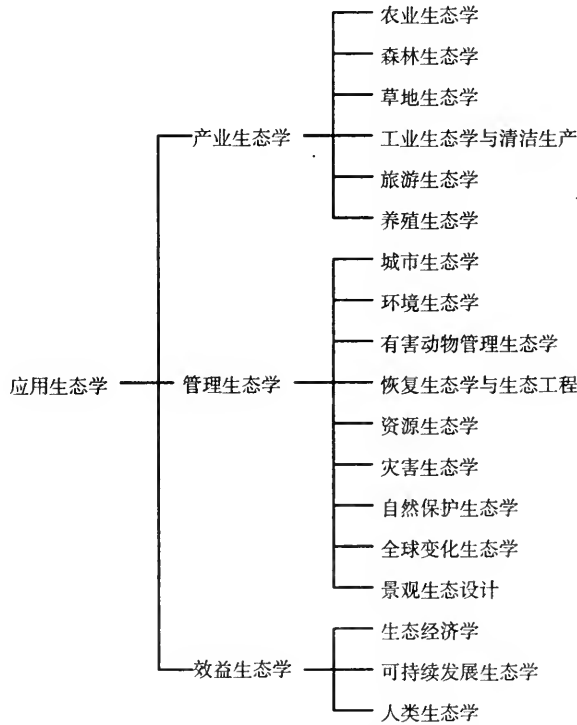 农业生态学
森林生态学
草地生态学
产业生态学
工业生态学与清洁生产
旅游生态学
养殖生态学
城市生态学
环境生态学
有害动物管理生态学
应用生态学
管理生态学
恢复生态学与生态工程
资源生态学
灾害生态学
自然保护生态学
全球变化生态学
景观生态设计
生态经济学
效益生态学
可持续发展生态学
人类生态学